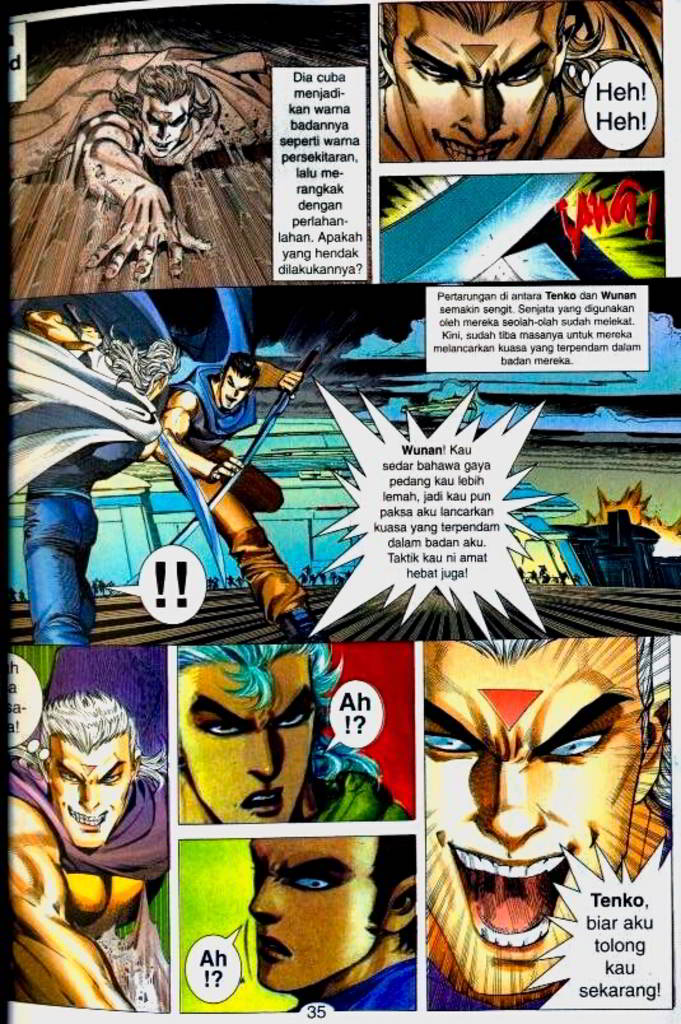 d
Dia cuba
menjadi-
kan warna
badannya
seperti warna
persekitaran,
lalu me-
rangkak
dengan
perlahan-
lahan. Apakah
yang hendak
dilakukannya?
Heh!
Heh!
Pertarungan di antara Tenko dan Wunan
semakin sengit. Senjata yang digunakan
oleh mereka seolah-olah sudah melekat.
Kini, sudah tiba masanya untuk mereka
melancarkan kuasa yang terpendam dalam
badan mereka.
Wunan! Kau
sedar bahawa gaya
pedang kau lebih
lemah, jadi kau pun
paksa aku lancarkan
kuasa yang terpendam
dalam badan aku.
Taktik kau ni amat
hebat juga!
!!
h
a
sa-
a!
Ah
!?
Ah
!?
Tenko,
biar aku
tolong
kau
sekarang!
35